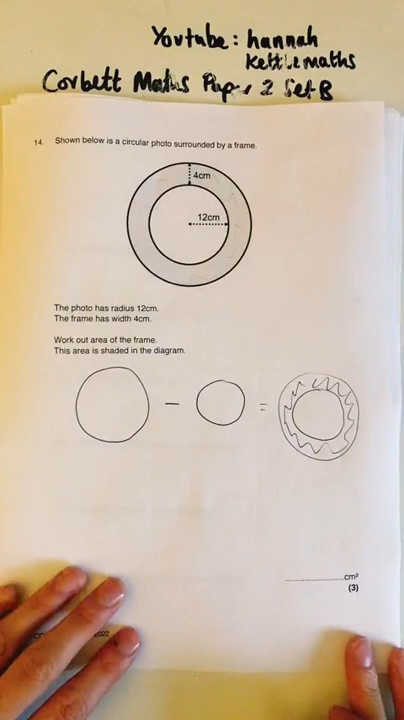 Youtube: hannah
kettlemaths
Corbett Maths Paper 2 Set B
14. Shown below is a circular photo surrounded by a frame.
4cm
12cm
The photo has radius 12cm.
The frame has width 4cm.
Work out area of the frame.
This area is shaded in the diagram.
− =
....................cm²
(3)
2022